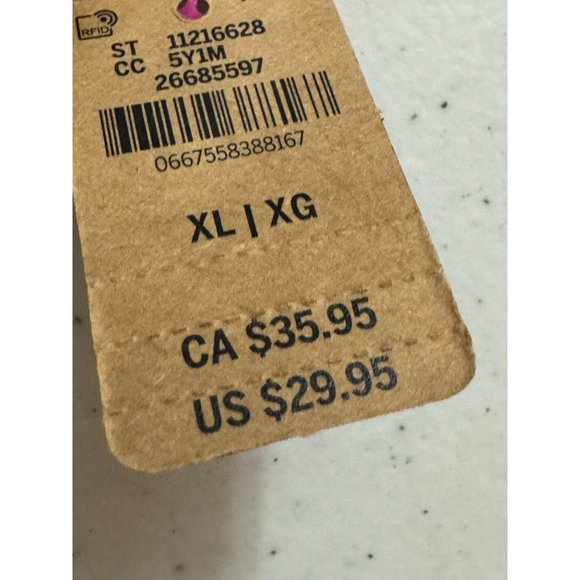 RFID
ST 11216628
CC 5Y1M
26685597
0667558388167
XL | XG
CA $35.95
US $29.95